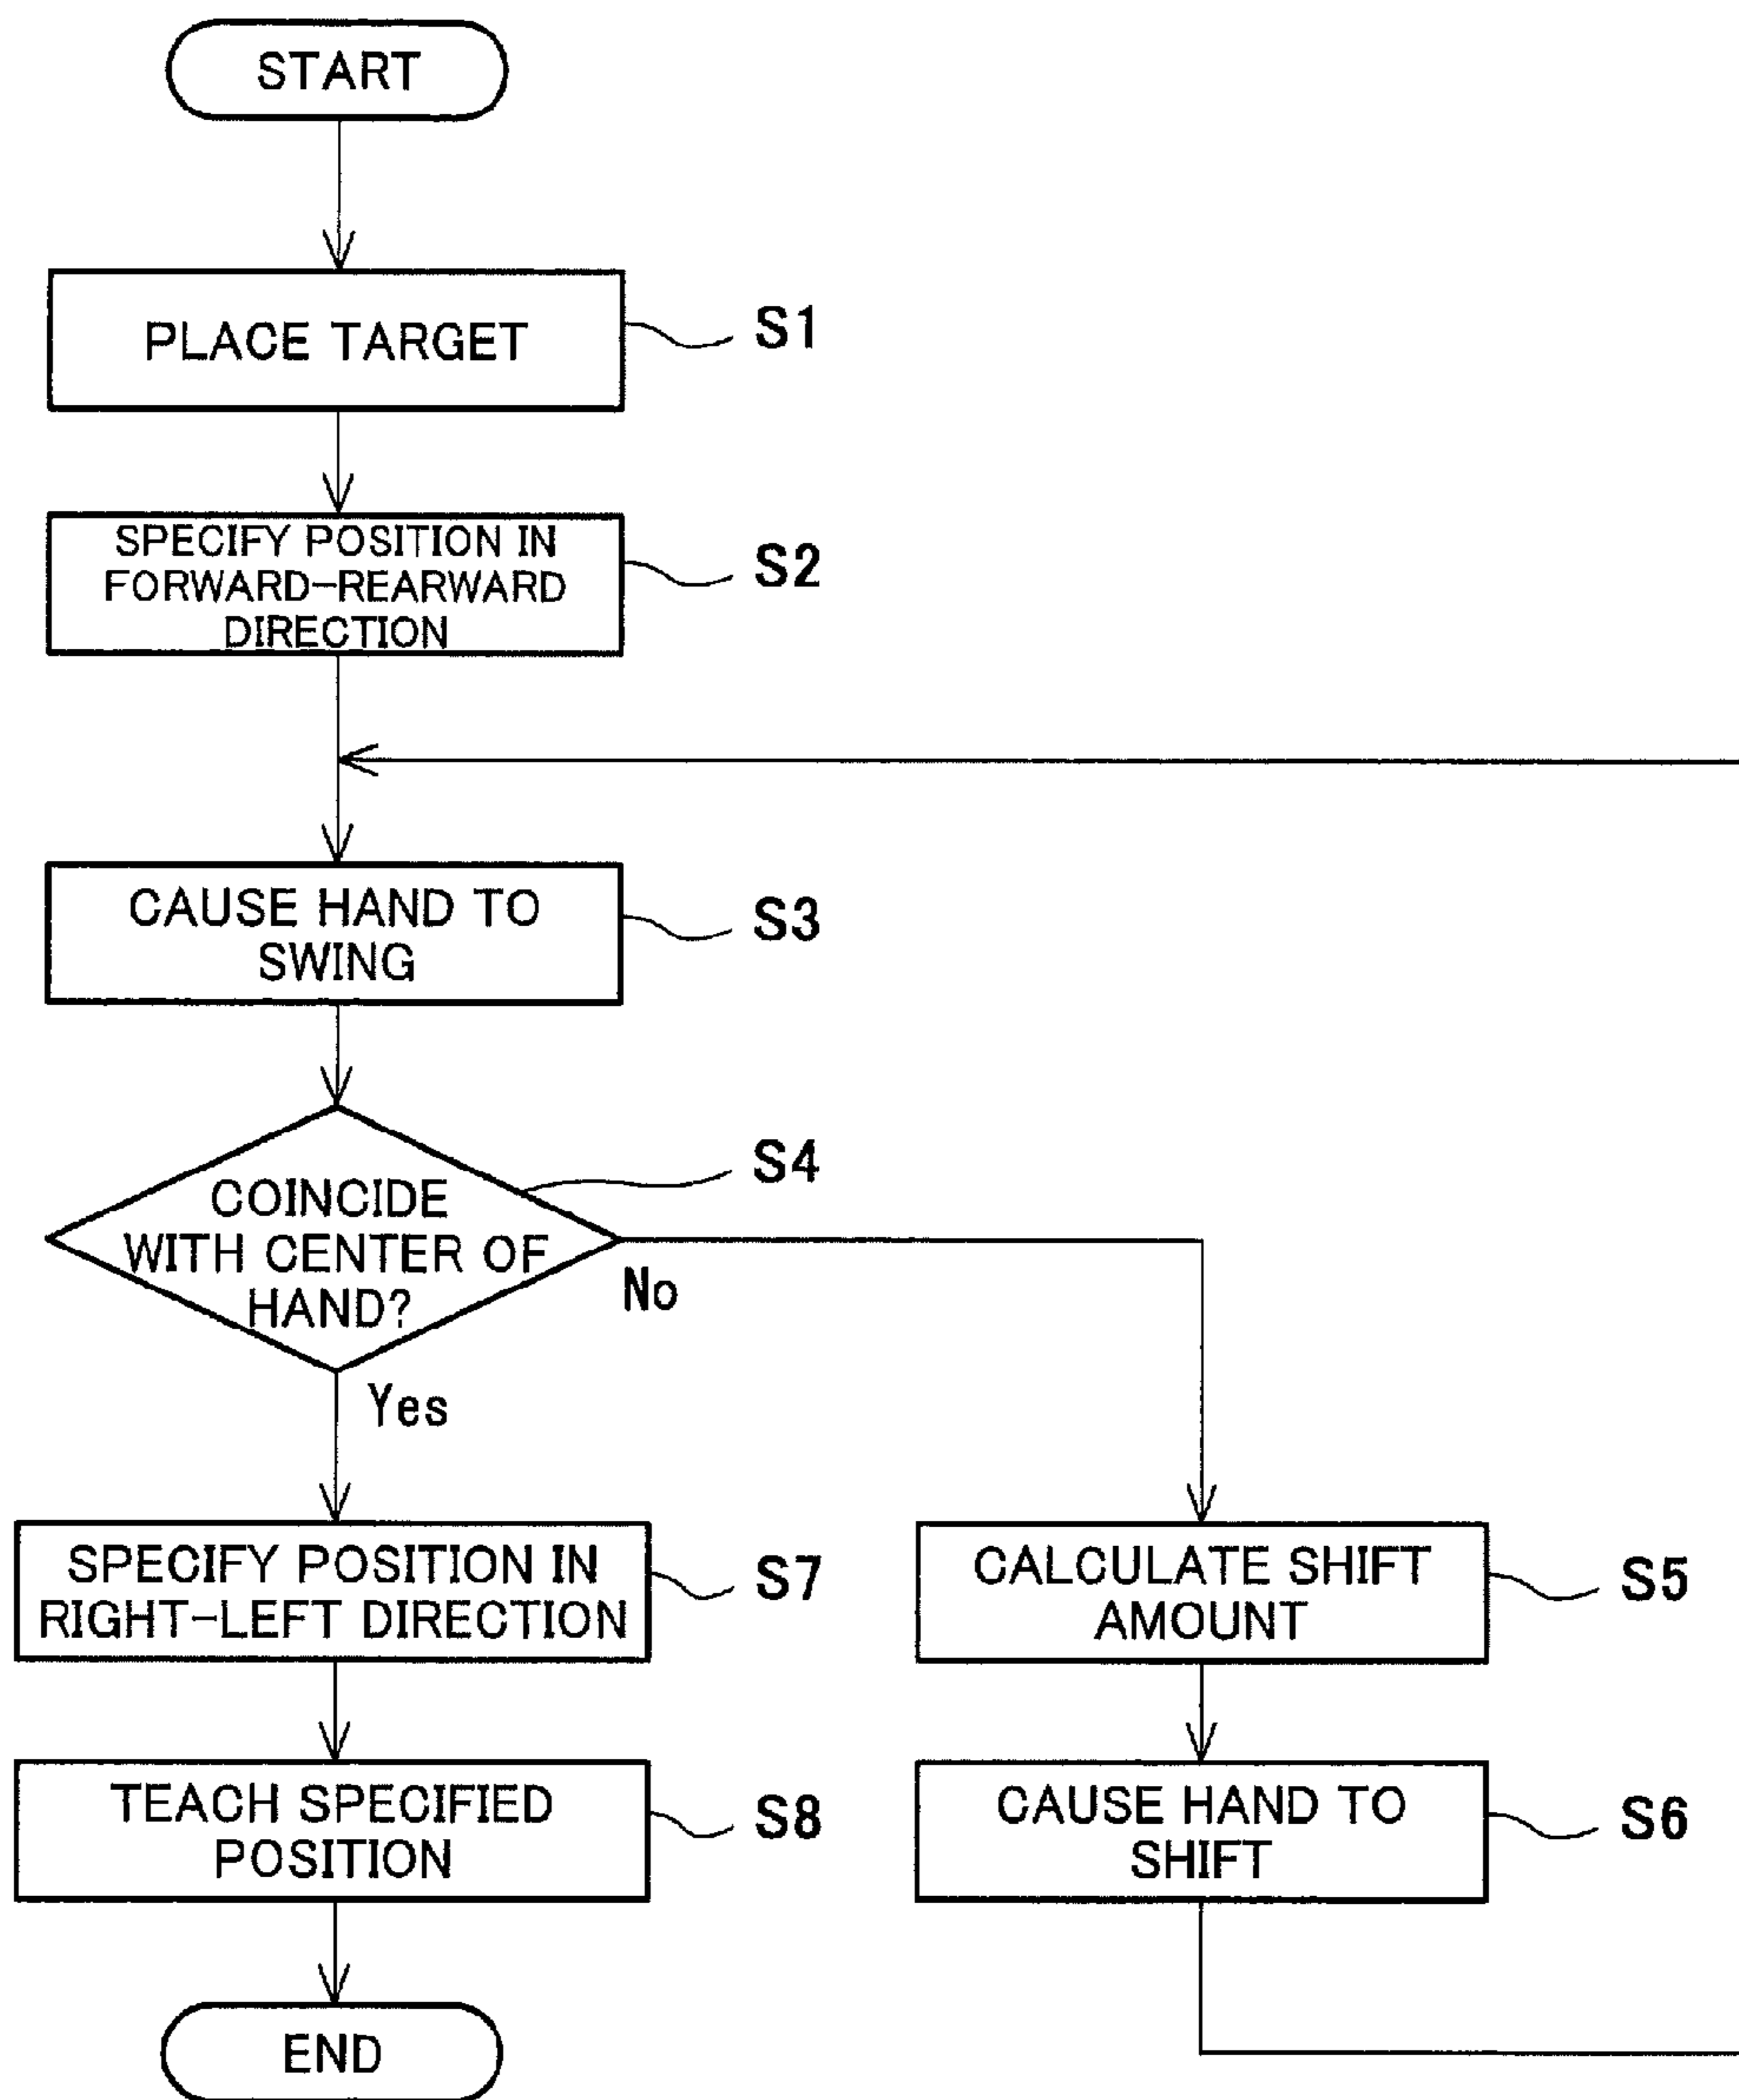 START
PLACE TARGET
S1
SPECIFY POSITION IN
FORWARD-REARWARD
DIRECTION
S2
CAUSE HAND TO
SWING
S3
COINCIDE
WITH CENTER OF
HAND?
S4
No
Yes
SPECIFY POSITION IN
RIGHT-LEFT DIRECTION
S7
CALCULATE SHIFT
AMOUNT
S5
TEACH SPECIFIED
POSITION
S8
CAUSE HAND TO
SHIFT
S6
END